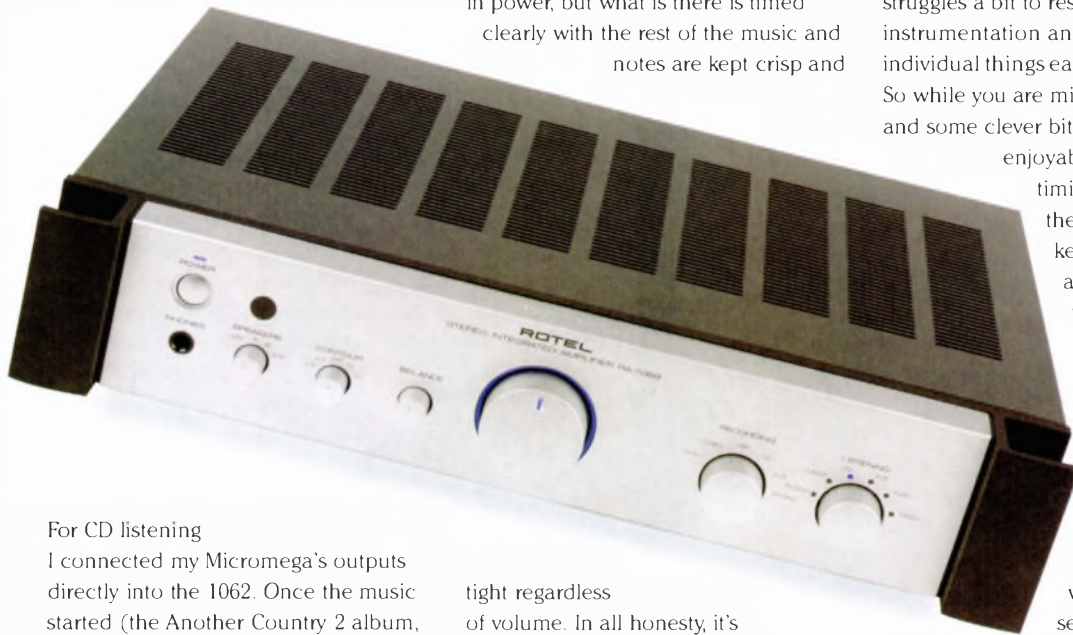 For CD listening
I connected my Micromega's outputs
directly into the 1062. Once the music
started (the Another Country 2 album,
in power, but what is there is timed
clearly with the rest of the music and
notes are kept crisp and
tight regardless
of volume. In all honesty, it's
struggles a bit to res
instrumentation an
individual things ea
So while you are mi
and some clever bit
enjoyab
timi
the
ke
a
se
POWER
PHONES
SPEAKERS
CONTOUR
BALANCE
ROTEL
STEREO INTEGRATED AMPLIFIER RA-1062
RECORDING
LISTENING